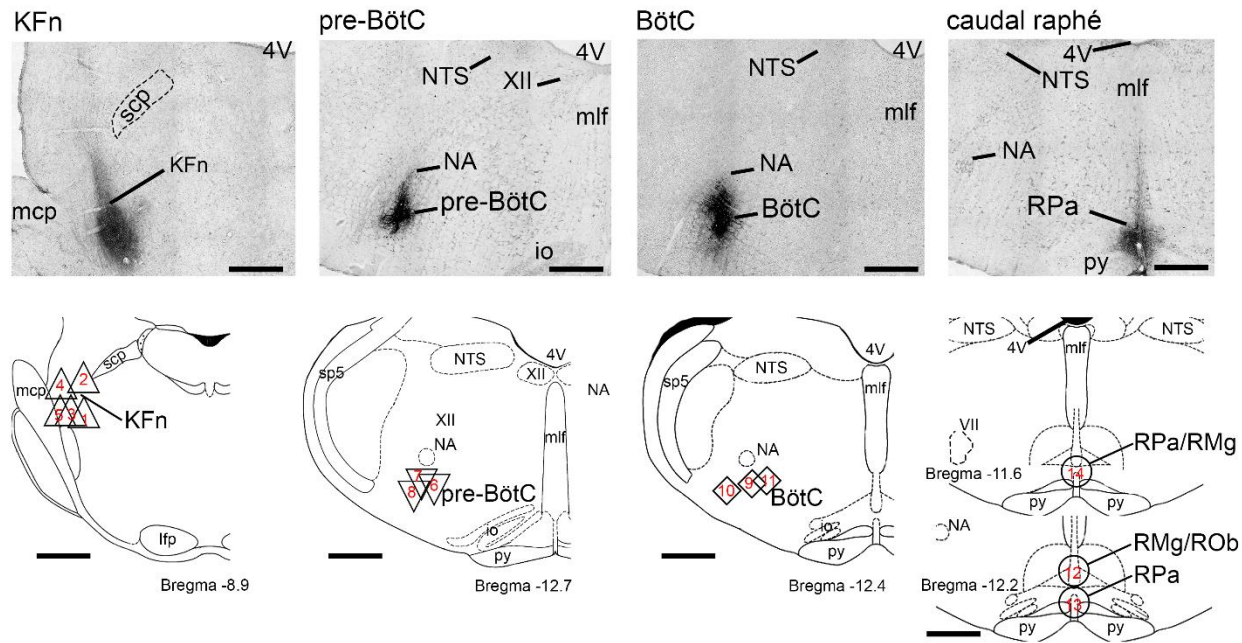 KFn
pre-BötC
BötC
caudal raphé
4V
scp
KFn
mcp
4V
NTS
XII
mlf
NA
pre-BötC
io
4V
NTS
mlf
NA
BötC
4V
NTS
mlf
NA
RPa
py
scp
mcp
4
2
5
3
1
KFn
lfp
Bregma -8.9
sp5
NTS
4V
XII
NA
XII
mlf
NA
7
8
6
pre-BötC
io
py
Bregma -12.7
sp5
NTS
4V
mlf
NA
10
9
11
BötC
io
py
Bregma -12.4
NTS
NTS
4V
mlf
VII
RPa/RMg
Bregma -11.6
14
py
py
NA
RMg/ROb
Bregma -12.2
12
RPa
13
py
py